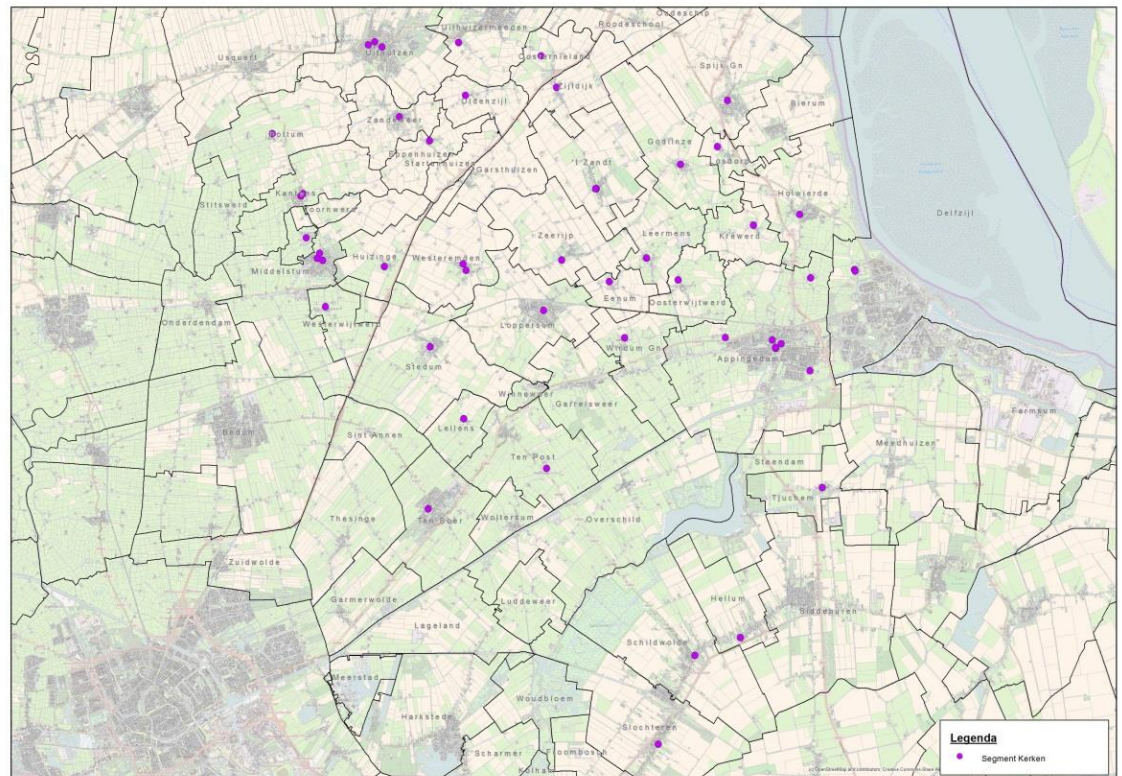 Oudeschip
Roodeschool
Uithuizermeeden
Uithuizen
Usquert
Oosternieland
Zijldijk
Spijk Gn
Bierum
Oldenzijl
Zandeweer
Rottum
Eppenhuizen
Startenhuizen
Garsthuizen
't Zandt
Godlinze
Losdorp
Holwierde
Delfzijl
Kantens
Stitswerd
Toornwerd
Zeerijp
Leermens
Krewerd
Huizinge
Westeremden
Middelstum
Eenum
Oosterwijtwerd
Onderdendam
Westerwijtwerd
Loppersum
Wirdum Gn
Appingedam
Stedum
Winneweer
Garrelsweer
Farmsum
Lellens
Bedum
Sint Annen
Meedhuizen
Ten Post
Steendam
Tjuchem
Thesinge
Ten Boer
Woltersum
Overschild
Zuidwolde
Garmerwolde
Luddeweer
Hellum
Siddeburen
Lageland
Schildwolde
Meerstad
Woudbloem
Harkstede
Slochteren
Scharmer
Froombosch
Kolham
Legenda
Segment Kerken